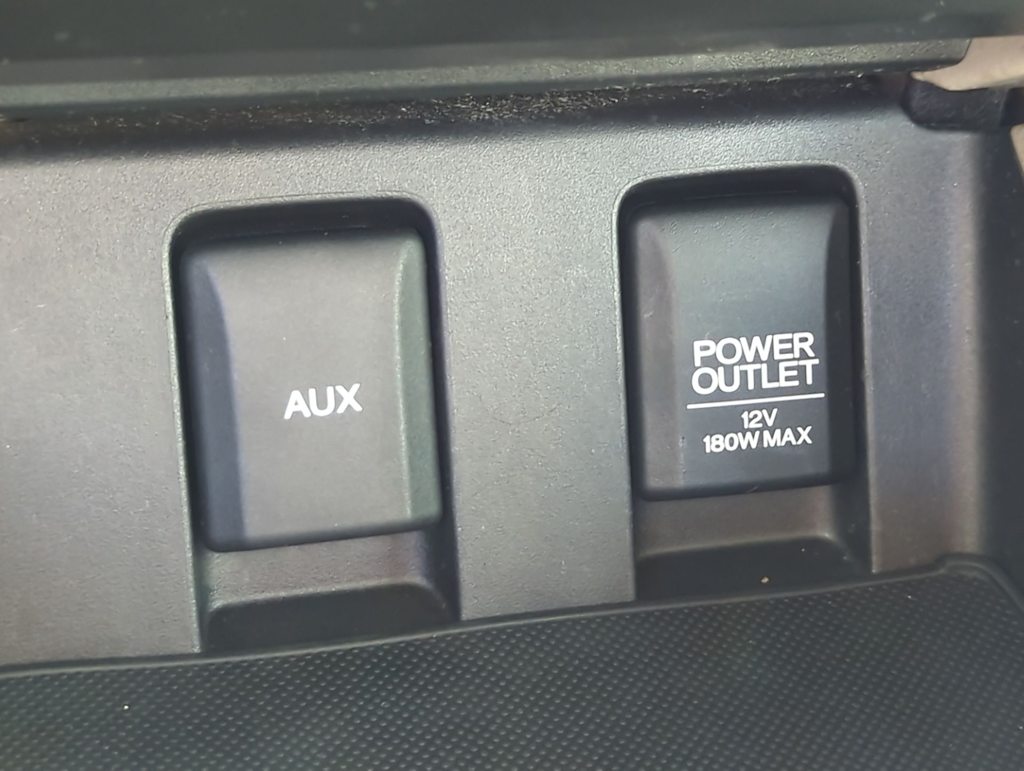 AUX
POWER
OUTLET
12V
180W MAX